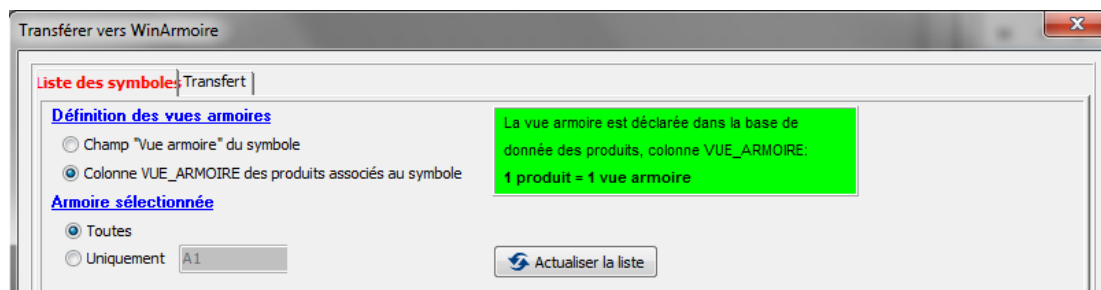 Transférer vers WinArmoire
Liste des symboles Transfert
Définition des vues armoires
Champ "Vue armoire" du symbole
Colonne VUE_ARMOIRE des produits associés au symbole
La vue armoire est déclarée dans la base de
donnée des produits, colonne VUE_ARMOIRE:
1 produit = 1 vue armoire
Armoire sélectionnée
Toutes
Uniquement A1
Actualiser la liste